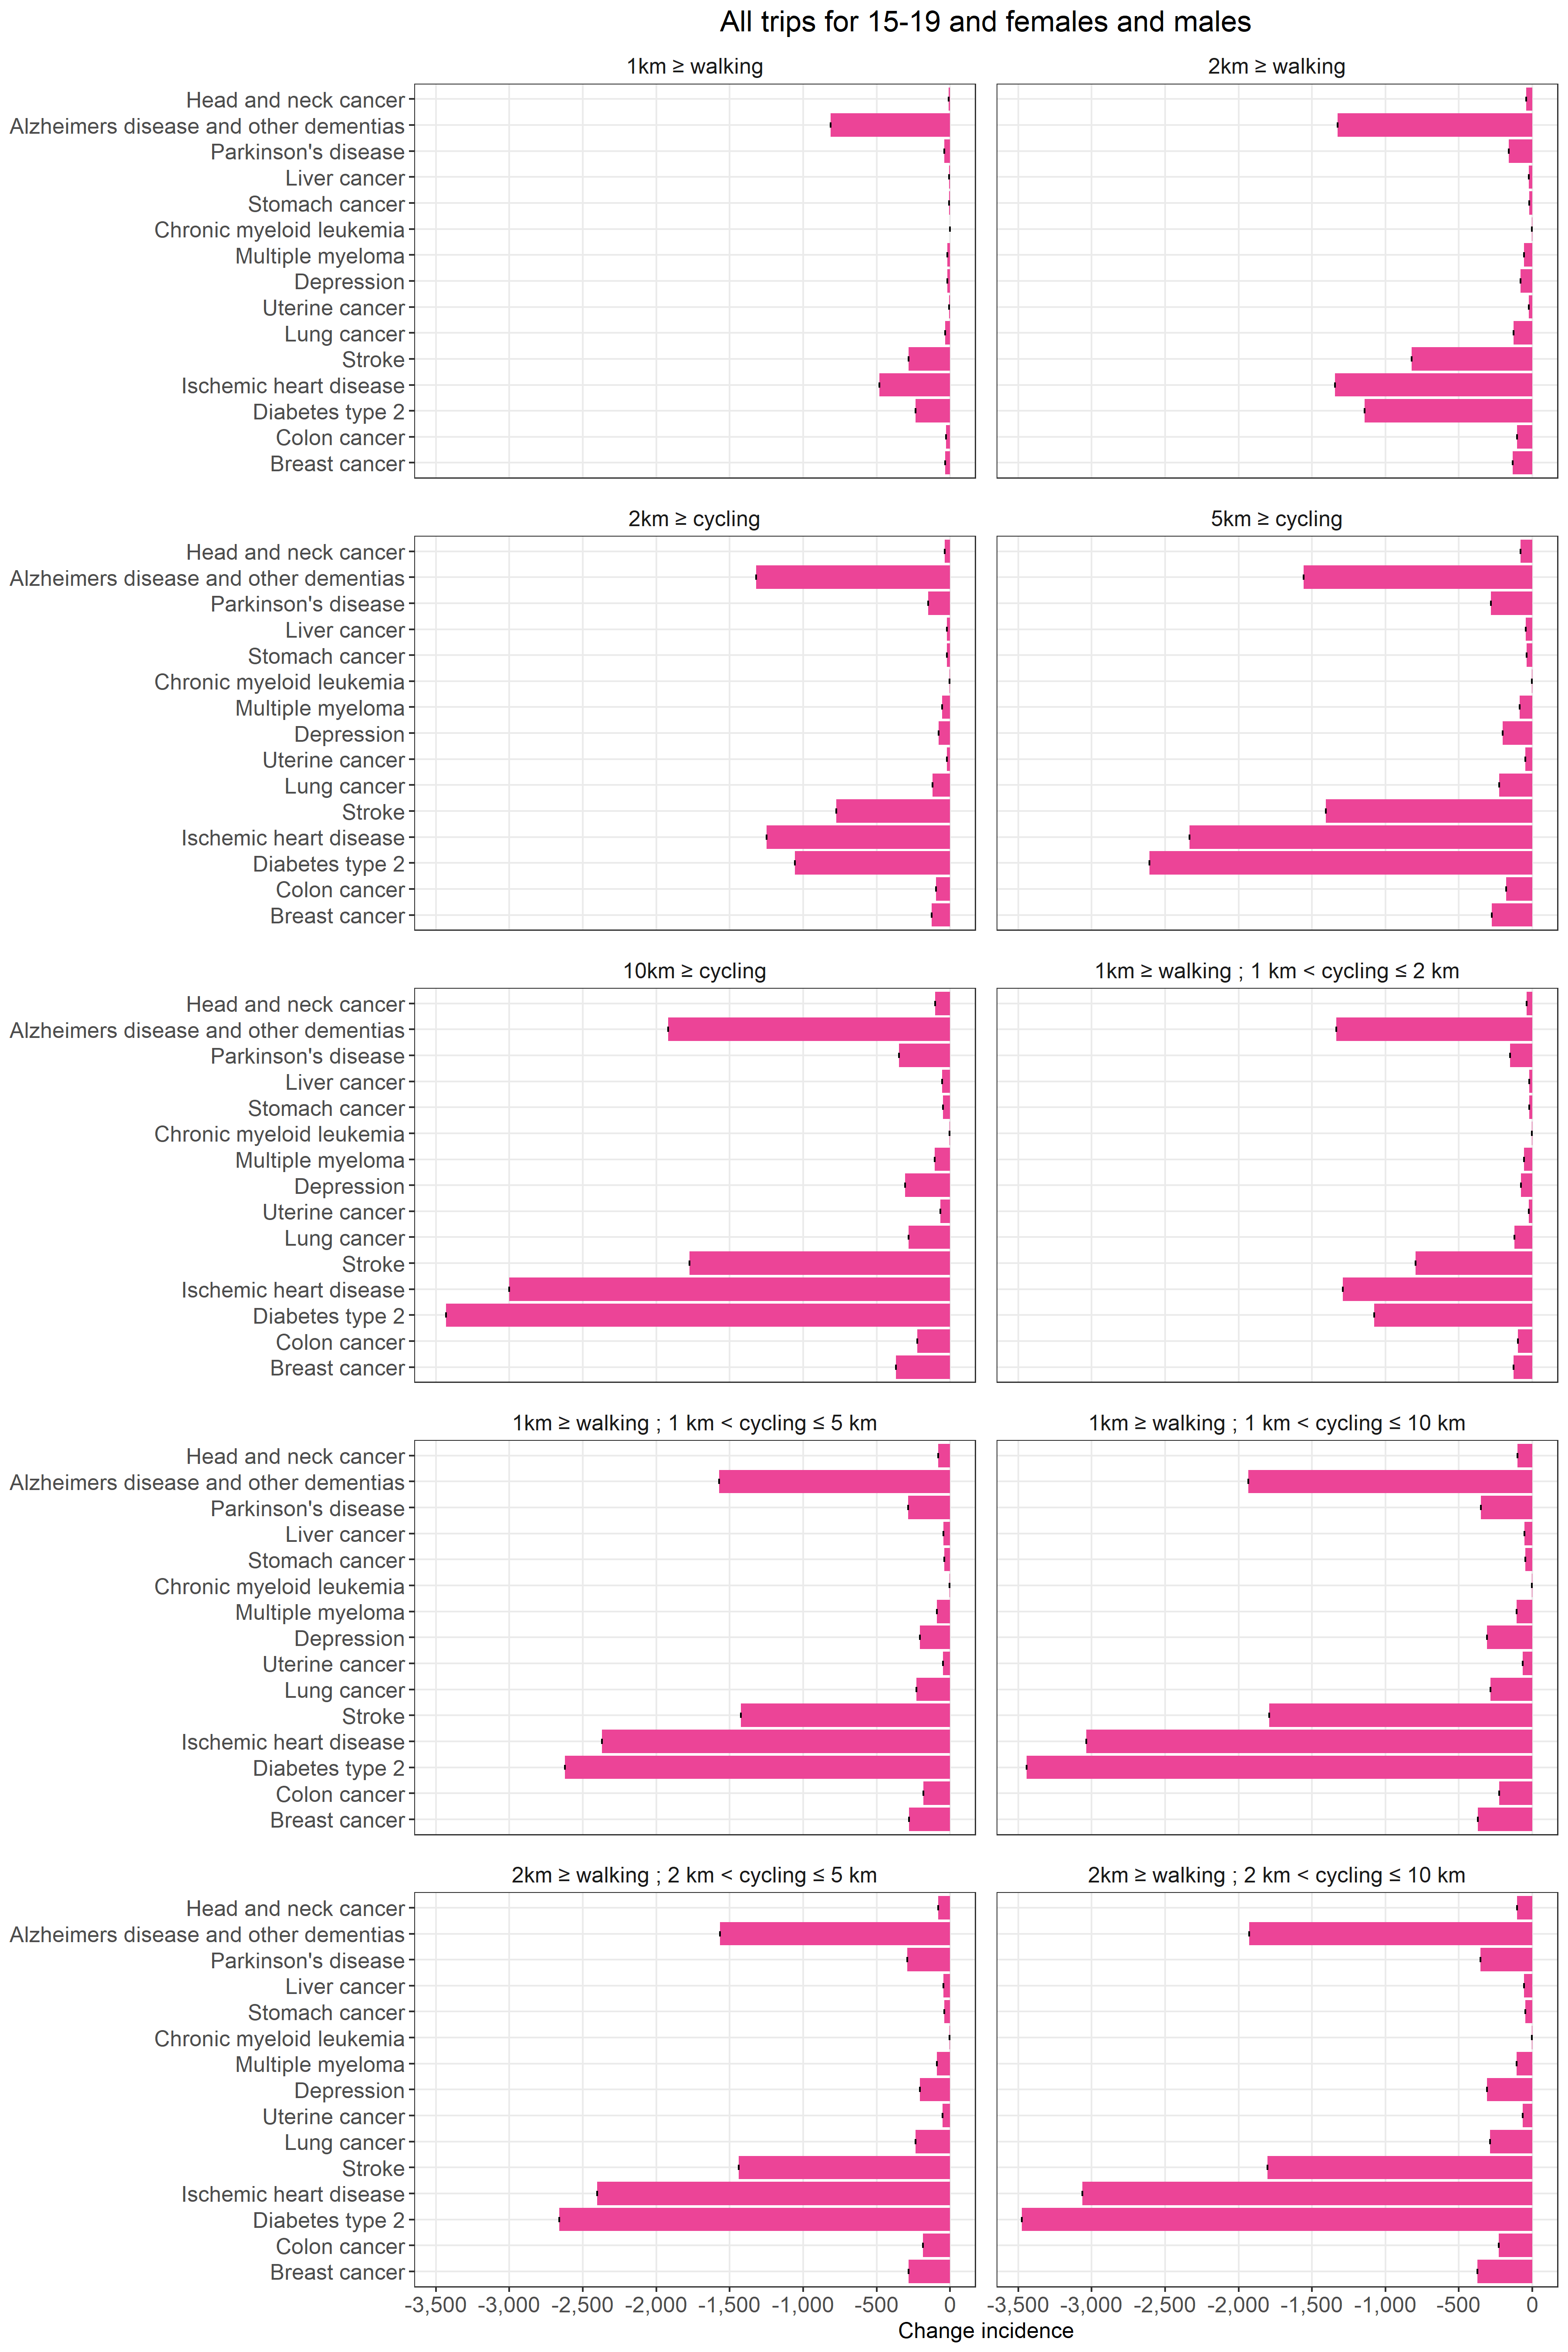 All trips for 15-19 and females and males
1km ≥ walking
2km ≥ walking
Head and neck cancer
Alzheimers disease and other dementias
Parkinson's disease
Liver cancer
Stomach cancer
Chronic myeloid leukemia
Multiple myeloma
Depression
Uterine cancer
Lung cancer
Stroke
Ischemic heart disease
Diabetes type 2
Colon cancer
Breast cancer
2km ≥ cycling
5km ≥ cycling
Head and neck cancer
Alzheimers disease and other dementias
Parkinson's disease
Liver cancer
Stomach cancer
Chronic myeloid leukemia
Multiple myeloma
Depression
Uterine cancer
Lung cancer
Stroke
Ischemic heart disease
Diabetes type 2
Colon cancer
Breast cancer
10km ≥ cycling
1km ≥ walking ; 1 km < cycling ≤ 2 km
Head and neck cancer
Alzheimers disease and other dementias
Parkinson's disease
Liver cancer
Stomach cancer
Chronic myeloid leukemia
Multiple myeloma
Depression
Uterine cancer
Lung cancer
Stroke
Ischemic heart disease
Diabetes type 2
Colon cancer
Breast cancer
1km ≥ walking ; 1 km < cycling ≤ 5 km
1km ≥ walking ; 1 km < cycling ≤ 10 km
Head and neck cancer
Alzheimers disease and other dementias
Parkinson's disease
Liver cancer
Stomach cancer
Chronic myeloid leukemia
Multiple myeloma
Depression
Uterine cancer
Lung cancer
Stroke
Ischemic heart disease
Diabetes type 2
Colon cancer
Breast cancer
2km ≥ walking ; 2 km < cycling ≤ 5 km
2km ≥ walking ; 2 km < cycling ≤ 10 km
Head and neck cancer
Alzheimers disease and other dementias
Parkinson's disease
Liver cancer
Stomach cancer
Chronic myeloid leukemia
Multiple myeloma
Depression
Uterine cancer
Lung cancer
Stroke
Ischemic heart disease
Diabetes type 2
Colon cancer
Breast cancer
-3,500 -3,000 -2,500 -2,000 -1,500 -1,000 -500 0
-3,500 -3,000 -2,500 -2,000 -1,500 -1,000 -500 0
Change incidence